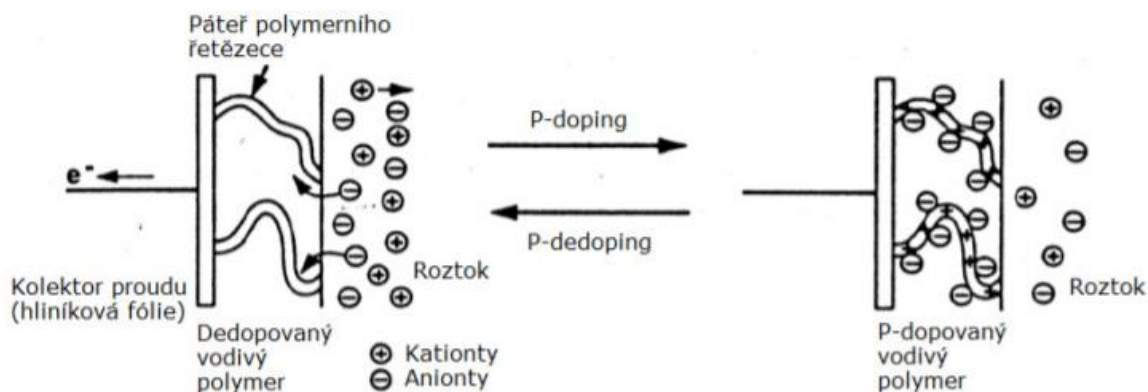 Páteř polymerního
řetězece
P-doping
e⁻
P-dedoping
Kolektor proudu
(hliníková fólie)
Roztok
Dedopovaný
vodivý
polymer
Kationty
Anionty
Roztok
P-dopovaný
vodivý
polymer